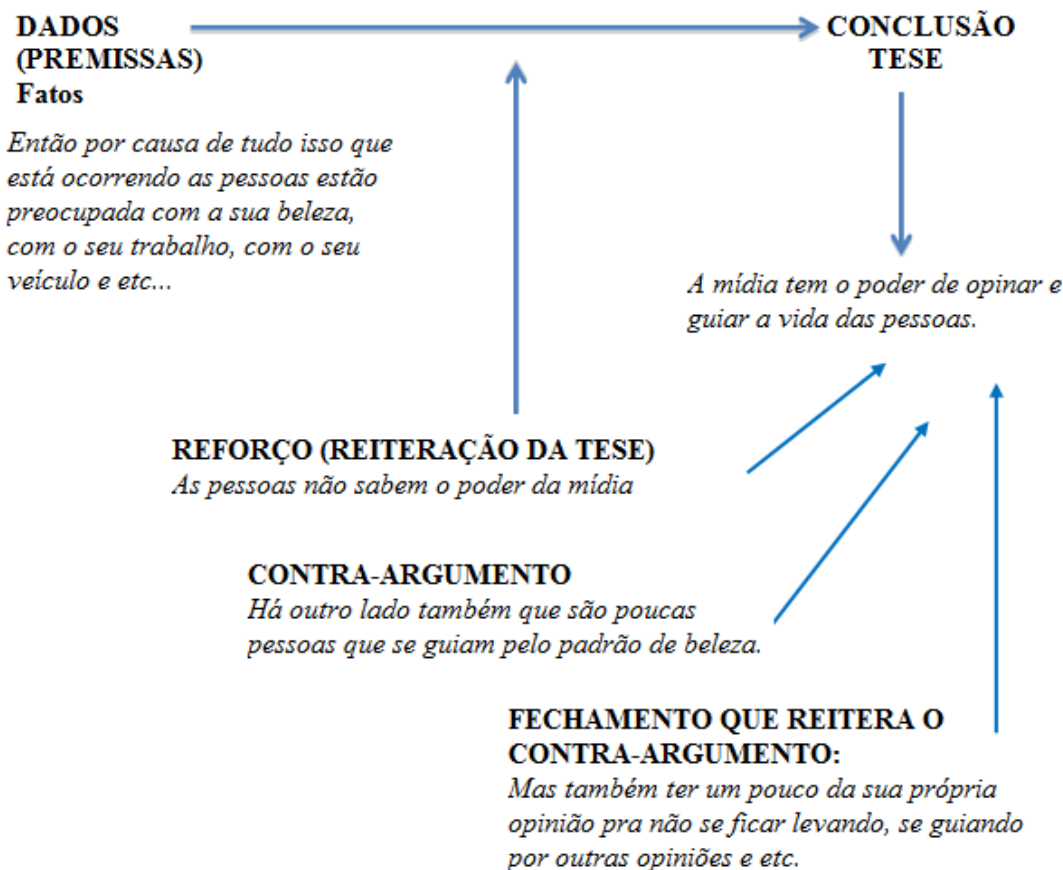 DADOS
(PREMISSAS)
Fatos
Então por causa de tudo isso que
está ocorrendo as pessoas estão
preocupada com a sua beleza,
com o seu trabalho, com o seu
veículo e etc...
CONCLUSÃO
TESE
A mídia tem o poder de opinar e
guiar a vida das pessoas.
REFORÇO (REITERAÇÃO DA TESE)
As pessoas não sabem o poder da mídia
CONTRA-ARGUMENTO
Há outro lado também que são poucas
pessoas que se guiam pelo padrão de beleza.
FECHAMENTO QUE REITERA O
CONTRA-ARGUMENTO:
Mas também ter um pouco da sua própria
opinião pra não se ficar levando, se guiando
por outras opiniões e etc.